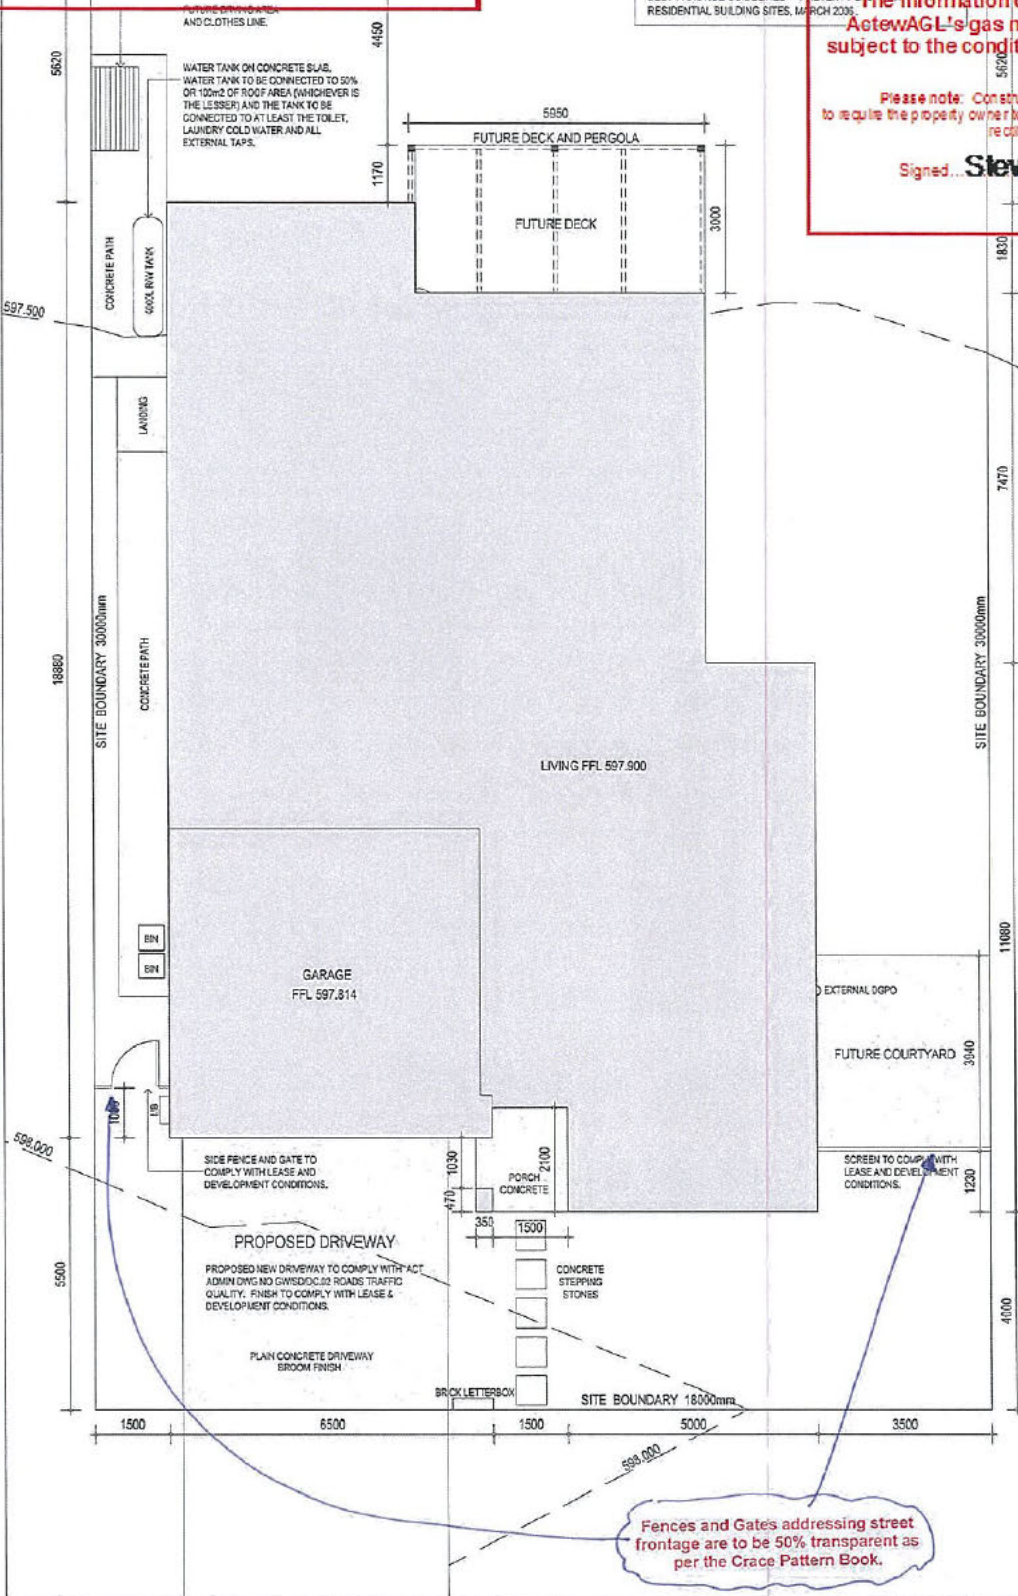 FUTURE DRYING AREA
AND CLOTHES LINE.
RESIDENTIAL BUILDING SITES, MARCH 2006.
The information
ActewAGL's gas
subject to the
Please note:
to require the property owner
Signed...
5620
4450
5620
WATER TANK ON CONCRETE SLAB.
WATER TANK TO BE CONNECTED TO 50%
OR 100m2 OF ROOF AREA (WHICHEVER IS
THE LESSER) AND THE TANK TO BE
CONNECTED TO AT LEAST THE TOILET,
LAUNDRY COLD WATER AND ALL
EXTERNAL TAPS.
5950
FUTURE DECK AND PERGOLA
1170
FUTURE DECK
3000
1830
CONCRETE PATH
TANK
597.500
LANDING
7470
18880
SITE BOUNDARY 30000mm
CONCRETE PATH
SITE BOUNDARY 30000mm
LIVING FFL 597.900
BIN
BIN
GARAGE
FFL 597.814
11080
EXTERNAL DGPO
FUTURE COURTYARD
3940
598.000
SIDE FENCE AND GATE TO
COMPLY WITH LEASE AND
DEVELOPMENT CONDITIONS.
1030
470
PORCH
CONCRETE
2100
350
1500
SCREEN TO COMPLY WITH
LEASE AND DEVELOPMENT
CONDITIONS.
1230
PROPOSED DRIVEWAY
PROPOSED NEW DRIVEWAY TO COMPLY WITH ACT
ADMIN DWG NO ROADS TRAFFIC
QUALITY. FINISH TO COMPLY WITH LEASE &
DEVELOPMENT CONDITIONS.
CONCRETE
STEPPING
STONES
5500
4000
PLAIN CONCRETE DRIVEWAY
BROOM FINISH
BRICK LETTERBOX
SITE BOUNDARY 18000mm
1500
6500
1500
5000
3500
598.000
Fences and Gates addressing street
frontage are to be 50% transparent as
per the Crace Pattern Book.